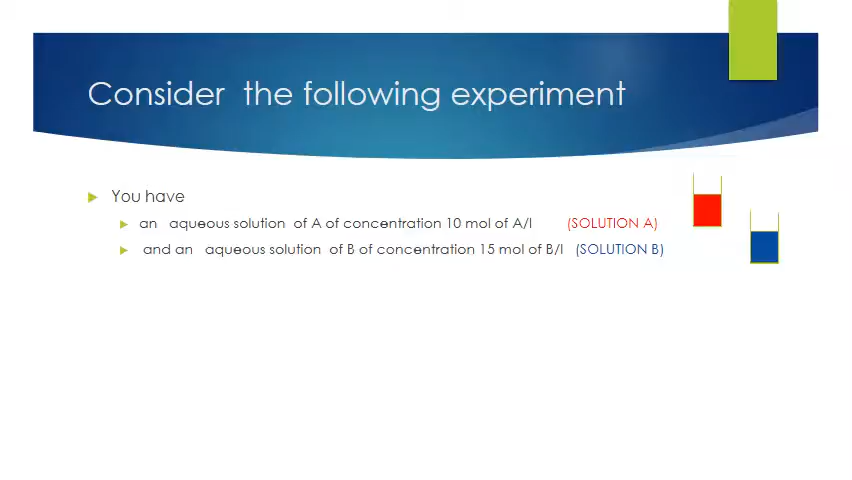 Consider the following experiment
You have
an aqueous solution of A of concentration 10 mol of A/l (SOLUTION A)
and an aqueous solution of B of concentration 15 mol of B/l (SOLUTION B)